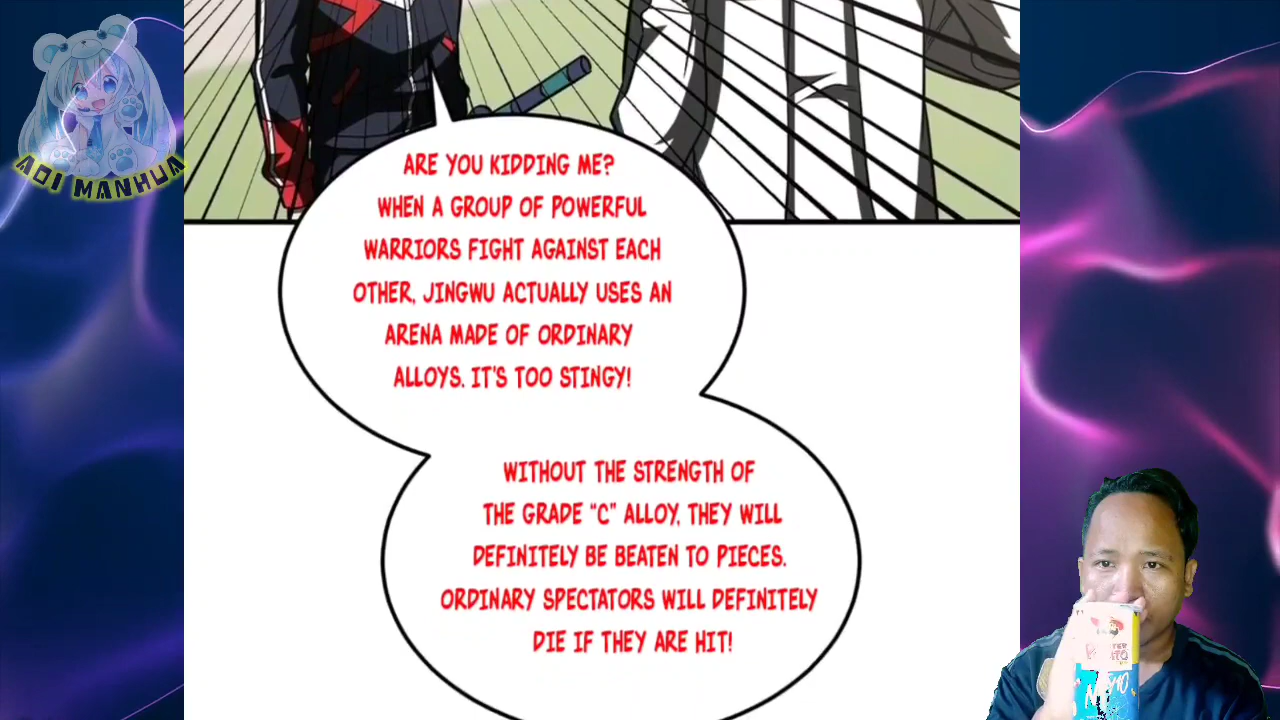 AOI MANHUA
ARE YOU KIDDING ME?
WHEN A GROUP OF POWERFUL
WARRIORS FIGHT AGAINST EACH
OTHER, JINGWU ACTUALLY USES AN
ARENA MADE OF ORDINARY
ALLOYS. IT'S TOO STINGY!
WITHOUT THE STRENGTH OF
THE GRADE "C" ALLOY, THEY WILL
DEFINITELY BE BEATEN TO PIECES.
ORDINARY SPECTATORS WILL DEFINITELY
DIE IF THEY ARE HIT!